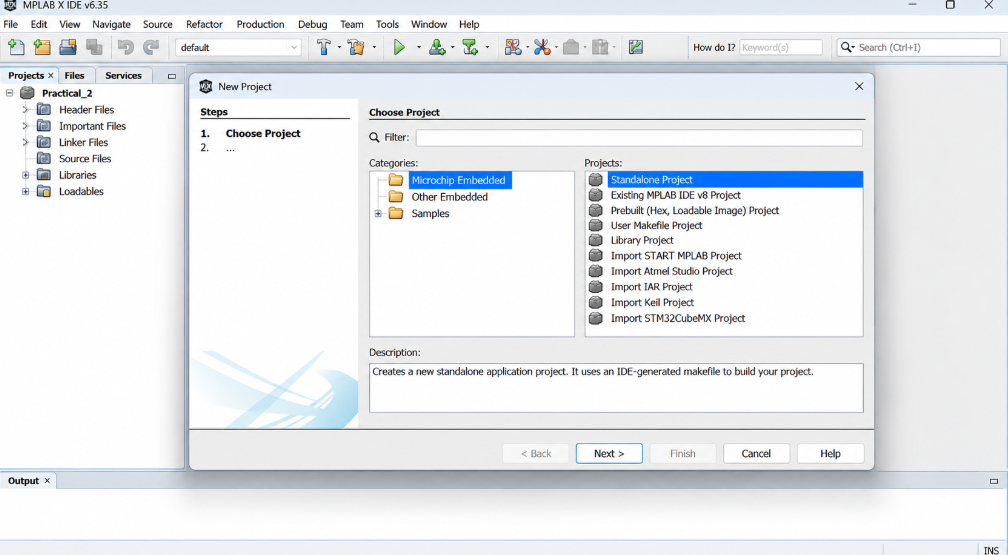 MPLAB X IDE v6.35
File Edit View Navigate Source Refactor Production Debug Team Tools Window Help
default
How do I? Keyword(s)
Search (Ctrl+I)
Projects × Files Services
Practical_2
Header Files
Important Files
Linker Files
Source Files
Libraries
Loadables
New Project
Steps
1. Choose Project
2. ...
Choose Project
Filter:
Categories:
Microchip Embedded
Other Embedded
Samples
Projects:
Standalone Project
Existing MPLAB IDE v8 Project
Prebuilt (Hex, Loadable Image) Project
User Makefile Project
Library Project
Import START MPLAB Project
Import Atmel Studio Project
Import IAR Project
Import Keil Project
Import STM32CubeMX Project
Description:
Creates a new standalone application project. It uses an IDE-generated makefile to build your project.
< Back Next > Finish Cancel Help
Output ×
INS